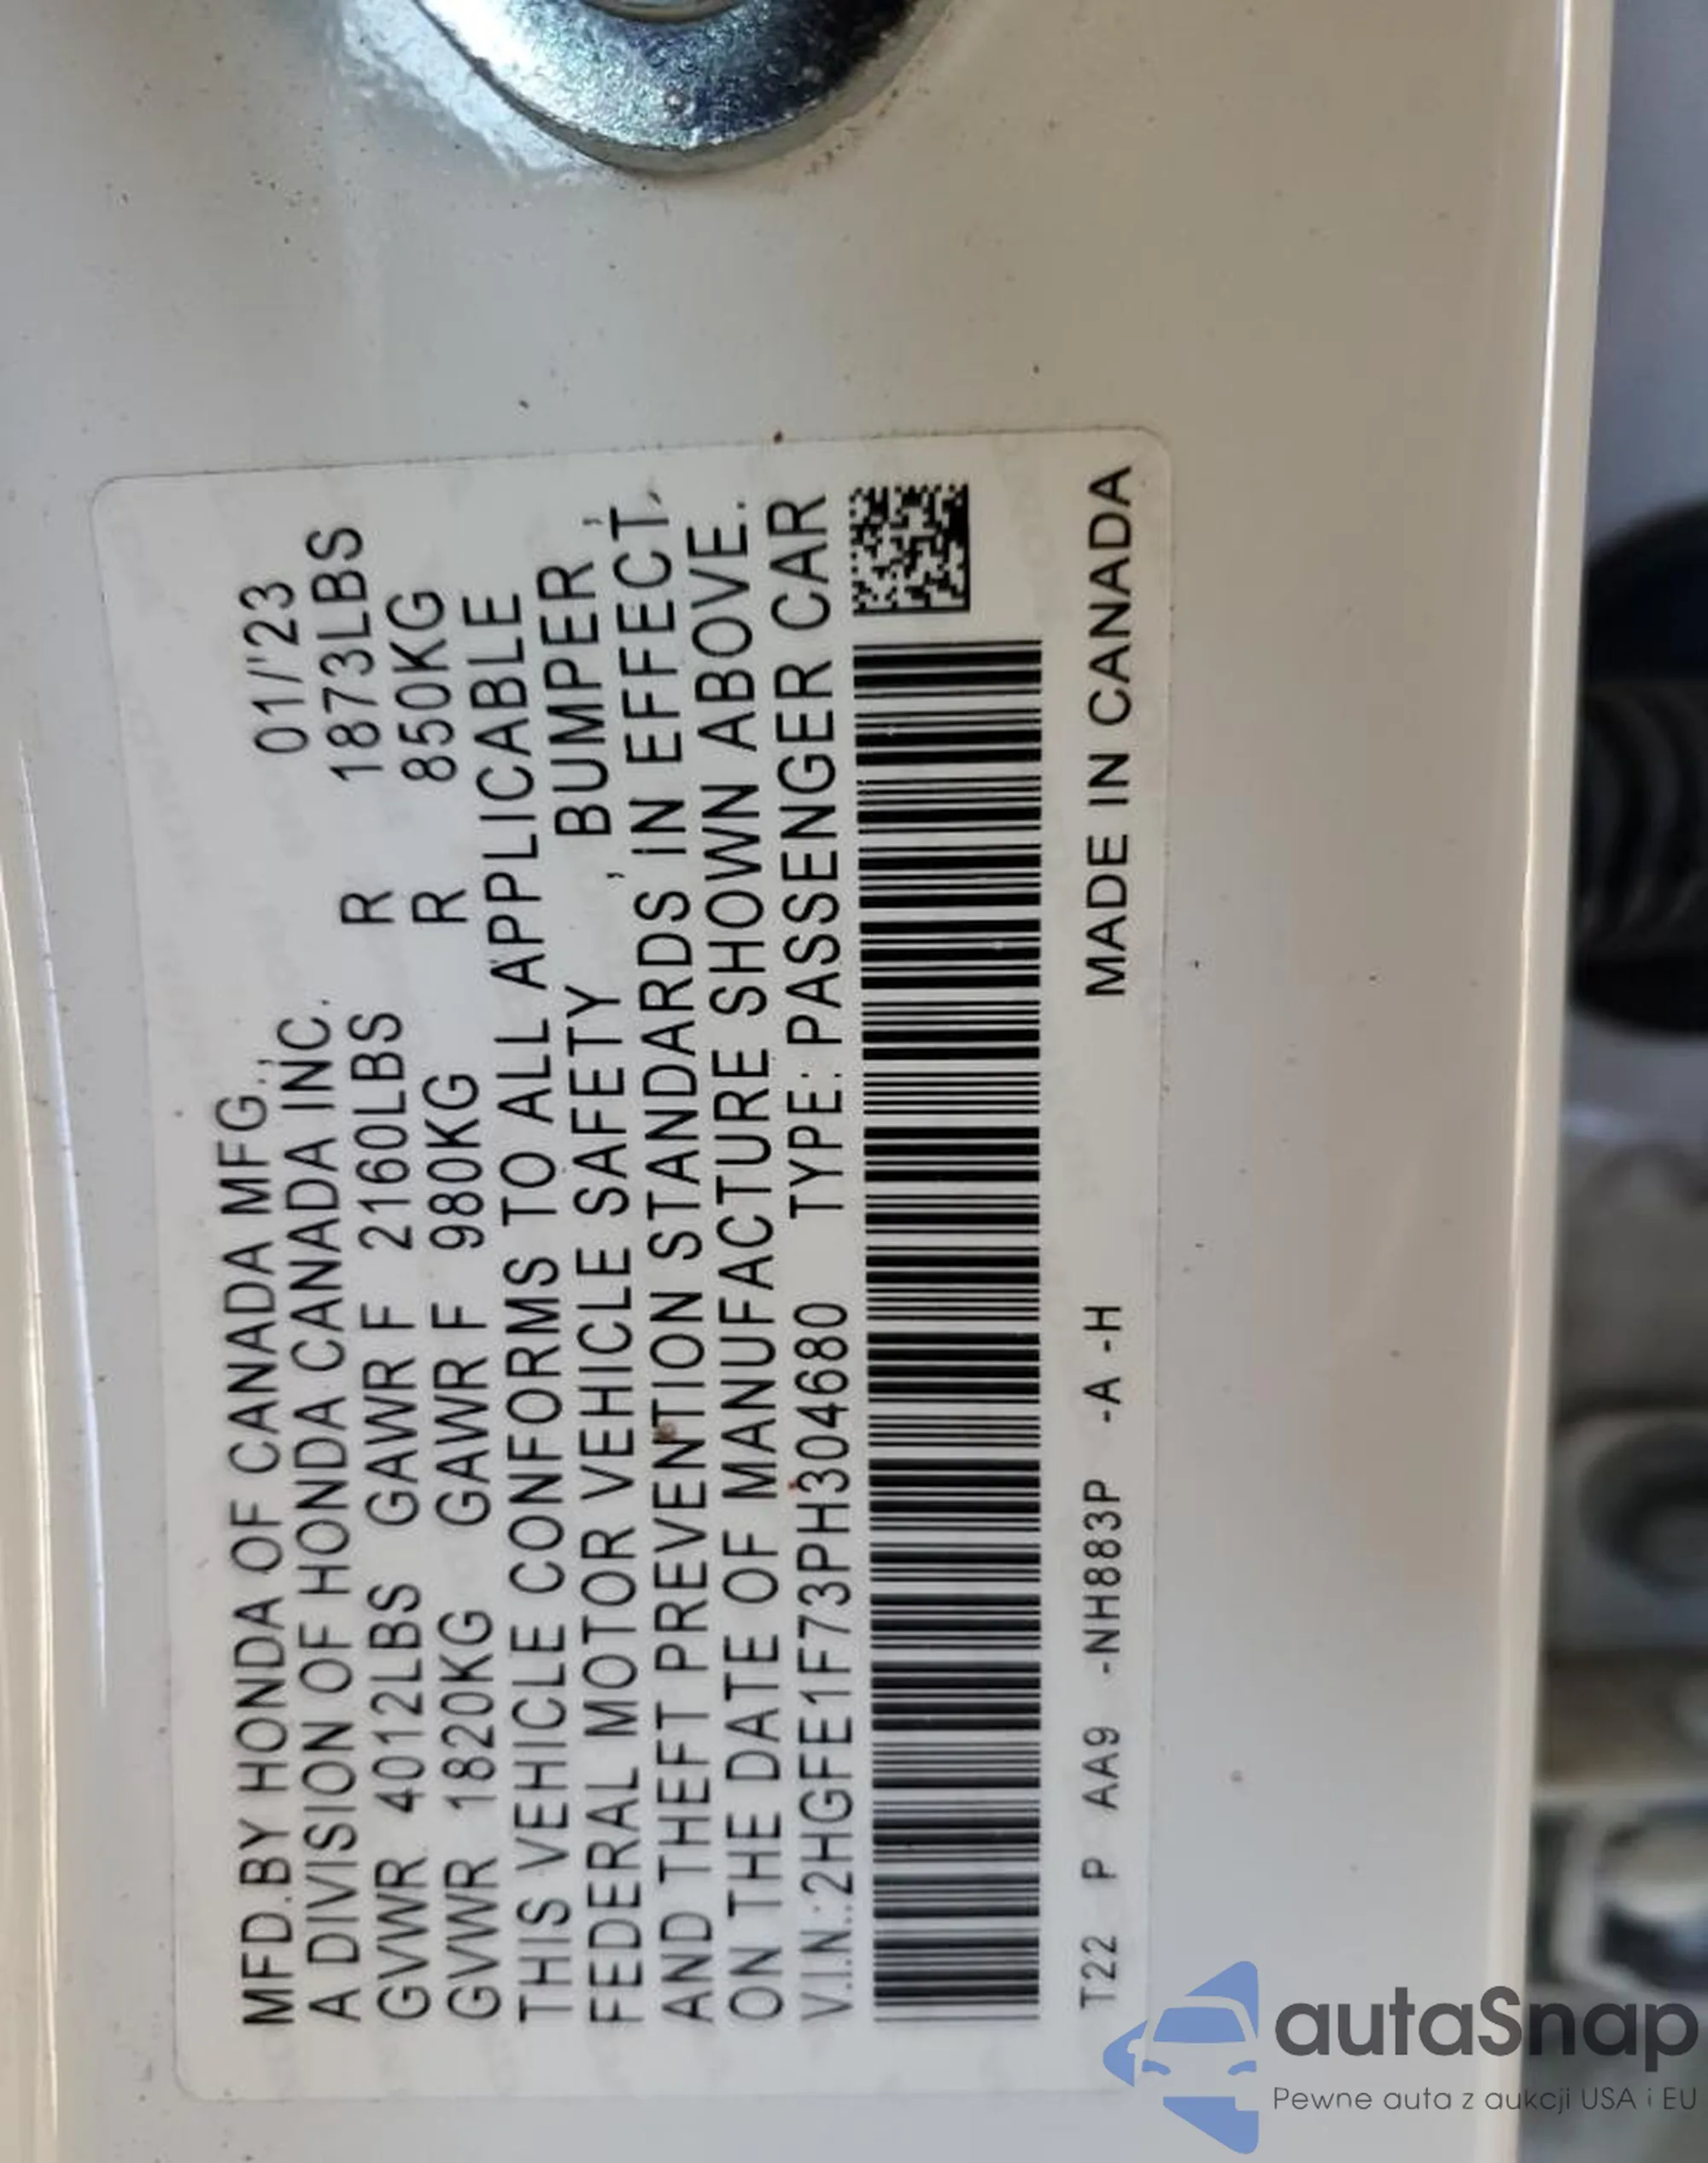 MFD.BY HONDA OF CANADA MFG., 01/'23
A DIVISION OF HONDA CANADA INC.
GVWR 4012LBS GAWR F 2160LBS R 1873LBS
GVWR 1820KG GAWR F 980KG R 850KG
THIS VEHICLE CONFORMS TO ALL APPLICABLE
FEDERAL MOTOR VEHICLE SAFETY , BUMPER ,
AND THEFT PREVENTION STANDARDS IN EFFECT,
ON THE DATE OF MANUFACTURE SHOWN ABOVE.
V.I.N.:2HGFE1F73PH304680 TYPE: PASSENGER CAR
T22 P AA9 -NH883P -A -H MADE IN CANADA
autaSnap
Pewne auta z aukcji USA i EU